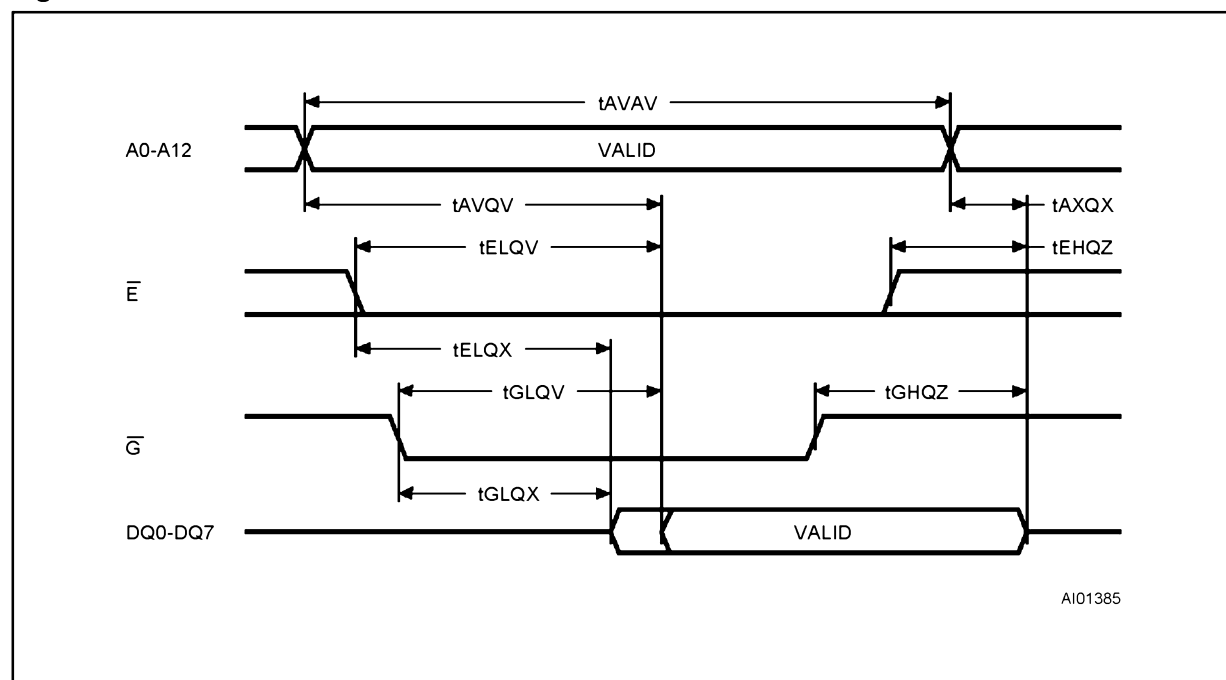 tAVAV
A0-A12 VALID
tAVQV tAXQX
tELQV tEHQZ
E̅
tELQX
tGLQV tGHQZ
G̅
tGLQX
DQ0-DQ7 VALID
AI01385